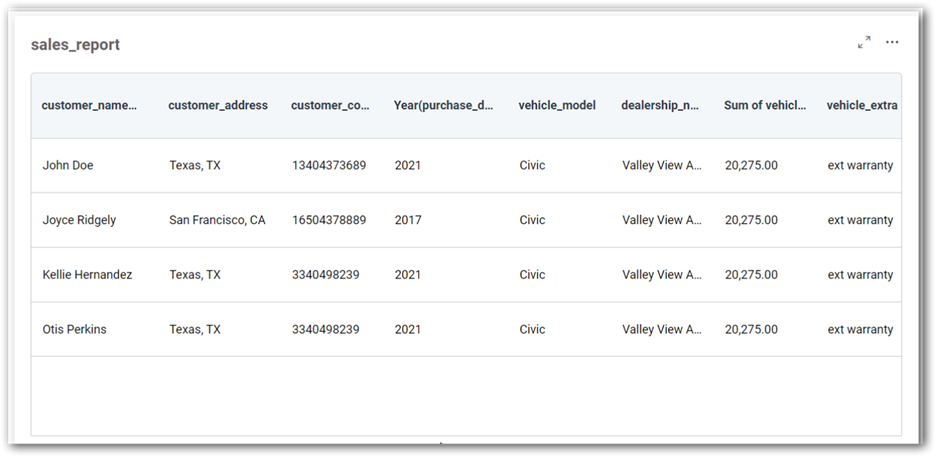 sales_report
customer_name... customer_address customer_co... Year(purchase_d... vehicle_model dealership_n... Sum of vehicl... vehicle_extra
John Doe Texas, TX 13404373689 2021 Civic Valley View A... 20,275.00 ext warranty
Joyce Ridgely San Francisco, CA 16504378889 2017 Civic Valley View A... 20,275.00 ext warranty
Kellie Hernandez Texas, TX 3340498239 2021 Civic Valley View A... 20,275.00 ext warranty
Otis Perkins Texas, TX 3340498239 2021 Civic Valley View A... 20,275.00 ext warranty